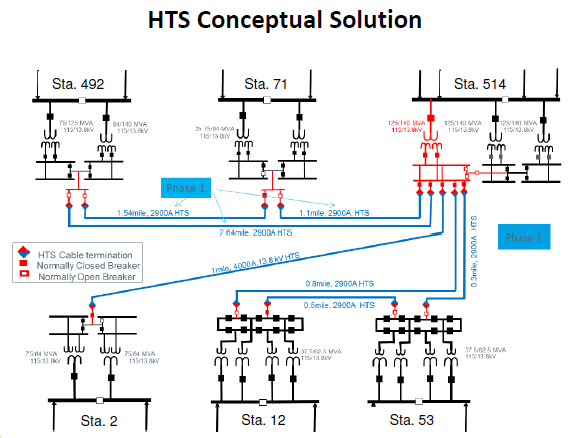 HTS Conceptual Solution
Sta. 492
Sta. 71
Sta. 514
75/125 MVA
115/13.8kV
84/140 MVA
115/13.8kV
2x 75/84 MVA
115/13.8kV
125/140 MVA
115/13.8kV
125/140 MVA
115/13.8kV
125/140 MVA
115/13.8kV
Phase 1
1.54mile, 2900A HTS
1.1mile, 2900A, HTS
2.64mile, 2900A HTS
Phase 2
HTS Cable termination
Normally Closed Breaker
Normally Open Breaker
1mile, 4000A,13.8 kV HTS
0.3mile, 2900A HTS
0.8mile, 2900A HTS
0.5mile, 2900A HTS
75/84 MVA
115/13.8kV
75/84 MVA
115/13.8kV
37.5/62.5 MVA
115/13.8kV
37.5/62.5 MVA
115/13.8kV
Sta. 2
Sta. 12
Sta. 53